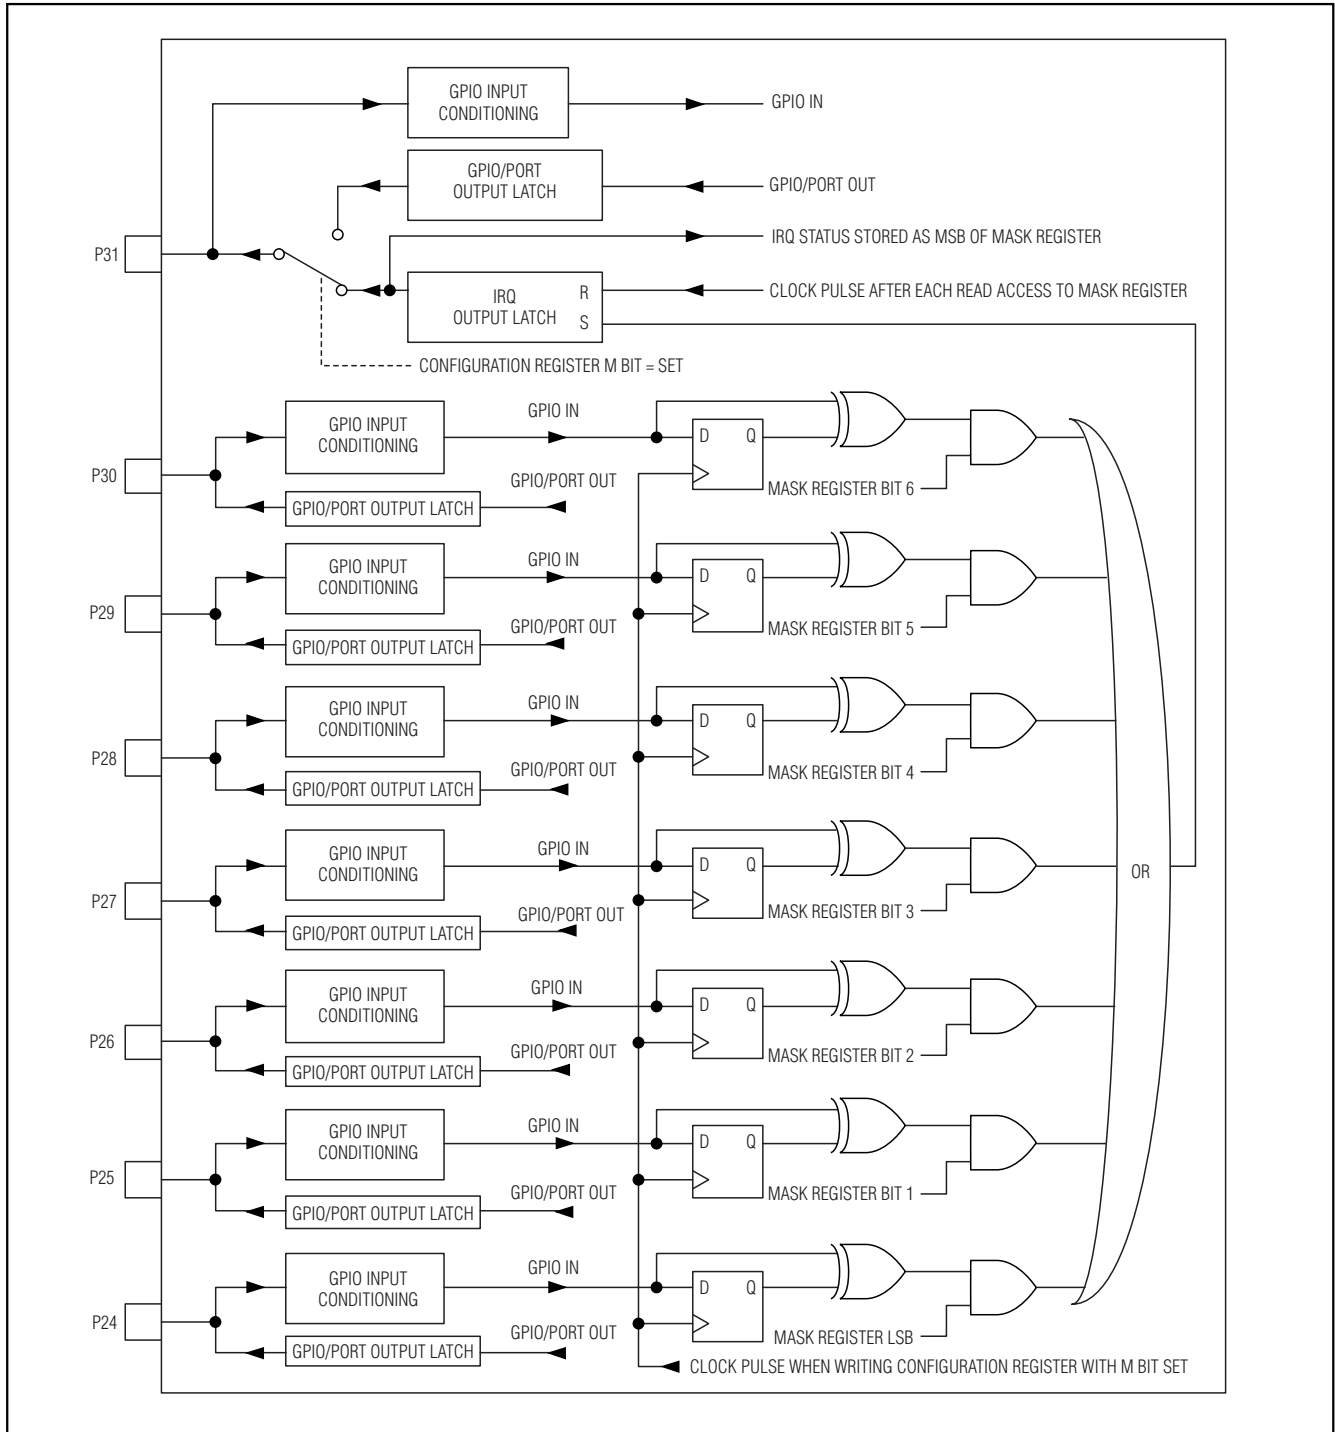 GPIO INPUT
CONDITIONING
GPIO IN
GPIO/PORT
OUTPUT LATCH
GPIO/PORT OUT
P31
IRQ STATUS STORED AS MSB OF MASK REGISTER
IRQ
OUTPUT LATCH
R
S
CLOCK PULSE AFTER EACH READ ACCESS TO MASK REGISTER
CONFIGURATION REGISTER M BIT = SET
P30
GPIO INPUT
CONDITIONING
GPIO IN
GPIO/PORT OUT
GPIO/PORT OUTPUT LATCH
D Q
MASK REGISTER BIT 6
P29
GPIO INPUT
CONDITIONING
GPIO IN
GPIO/PORT OUT
GPIO/PORT OUTPUT LATCH
D Q
MASK REGISTER BIT 5
P28
GPIO INPUT
CONDITIONING
GPIO IN
GPIO/PORT OUT
GPIO/PORT OUTPUT LATCH
D Q
MASK REGISTER BIT 4
P27
GPIO INPUT
CONDITIONING
GPIO IN
GPIO/PORT OUT
GPIO/PORT OUTPUT LATCH
D Q
MASK REGISTER BIT 3
OR
P26
GPIO INPUT
CONDITIONING
GPIO IN
GPIO/PORT OUT
GPIO/PORT OUTPUT LATCH
D Q
MASK REGISTER BIT 2
P25
GPIO INPUT
CONDITIONING
GPIO IN
GPIO/PORT OUT
GPIO/PORT OUTPUT LATCH
D Q
MASK REGISTER BIT 1
P24
GPIO INPUT
CONDITIONING
GPIO IN
GPIO/PORT OUT
GPIO/PORT OUTPUT LATCH
D Q
MASK REGISTER LSB
CLOCK PULSE WHEN WRITING CONFIGURATION REGISTER WITH M BIT SET